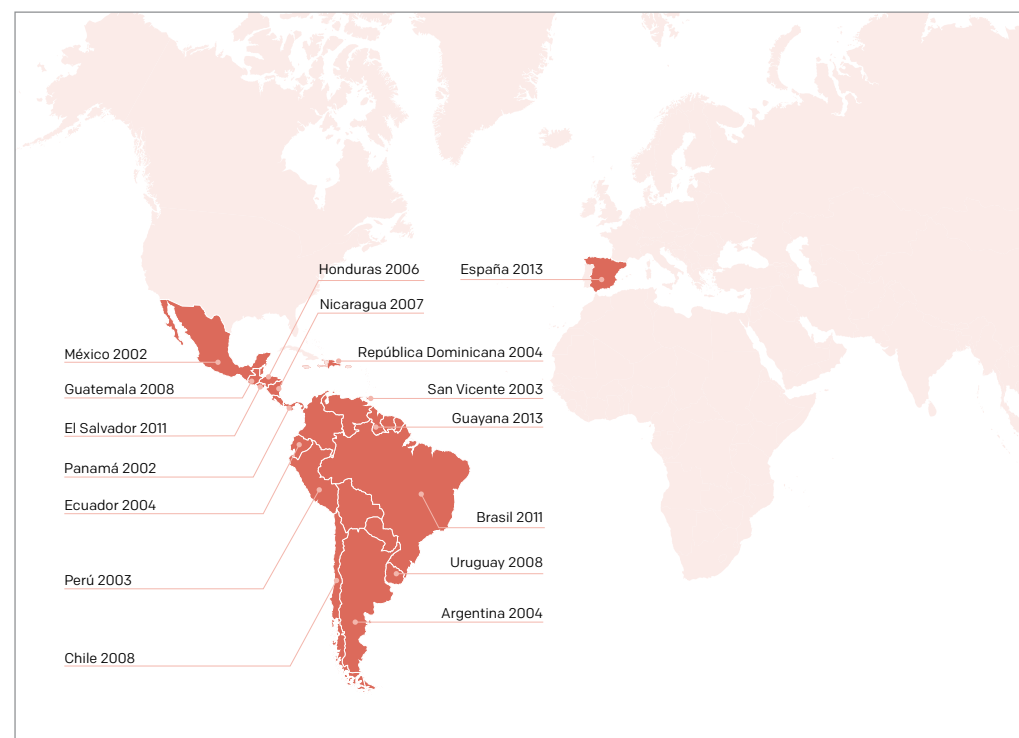 Honduras 2006
España 2013
Nicaragua 2007
México 2002
República Dominicana 2004
Guatemala 2008
San Vicente 2003
Guayana 2013
El Salvador 2011
Panamá 2002
Ecuador 2004
Brasil 2011
Uruguay 2008
Perú 2003
Argentina 2004
Chile 2008